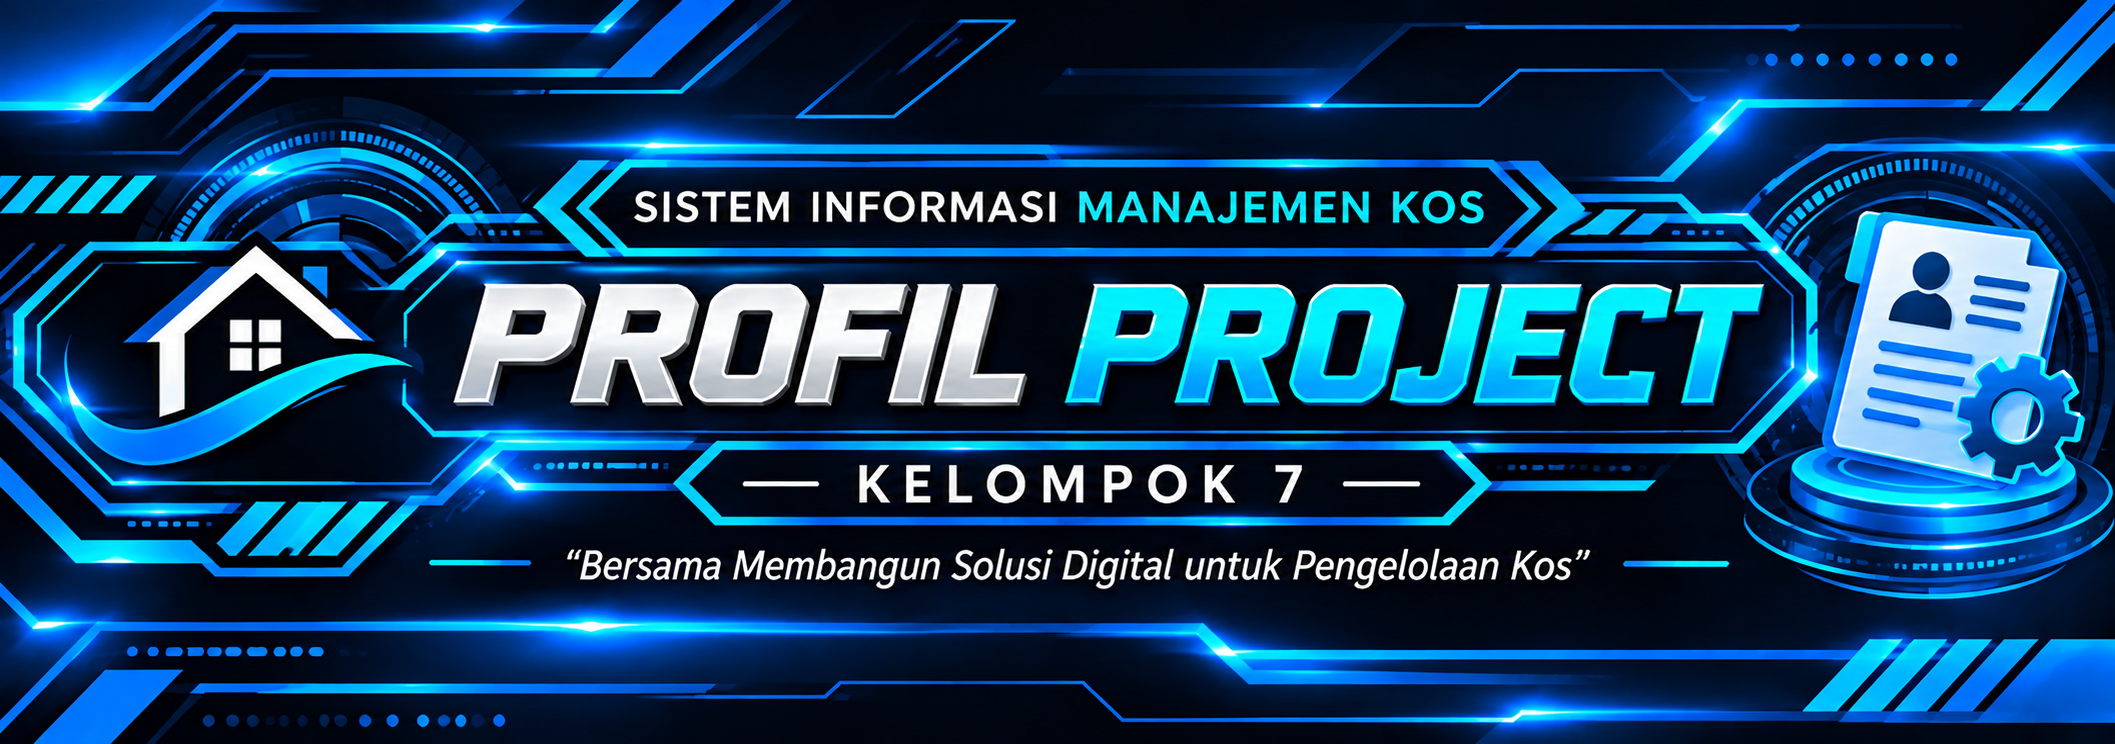 SISTEM INFORMASI MANAJEMEN KOS
PROFIL PROJECT
— KELOMPOK 7 —
“Bersama Membangun Solusi Digital untuk Pengelolaan Kos”